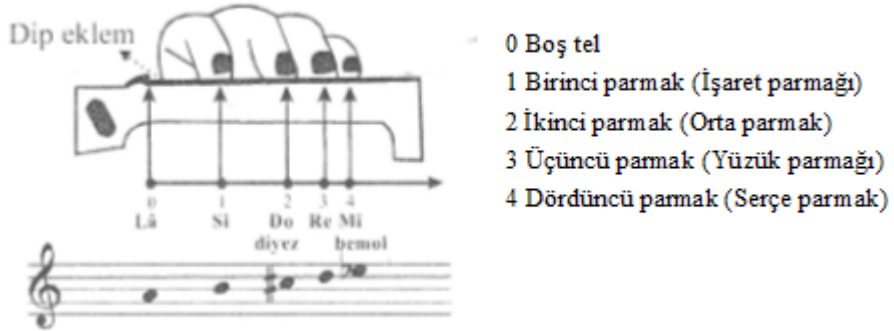 Dip eklem
0 Boş tel
1 Birinci parmak (İşaret parmağı)
2 İkinci parmak (Orta parmak)
3 Üçüncü parmak (Yüzük parmağı)
4 Dördüncü parmak (Serçe parmak)
0 1 2 3 4
Lâ Si Do Re Mi
diyez bemol